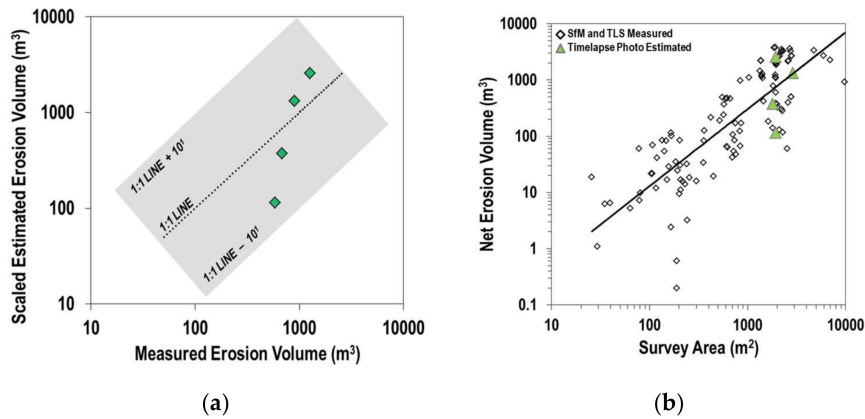 Scaled Estimated Erosion Volume (m³)
10000
1000
100
10
1:1 LINE + 10¹
1:1 LINE
1:1 LINE – 10¹
10
100
1000
10000
Measured Erosion Volume (m³)
(a)
Net Erosion Volume (m³)
10000
1000
100
10
1
0.1
SfM and TLS Measured
Timelapse Photo Estimated
10
100
1000
10000
Survey Area (m²)
(b)